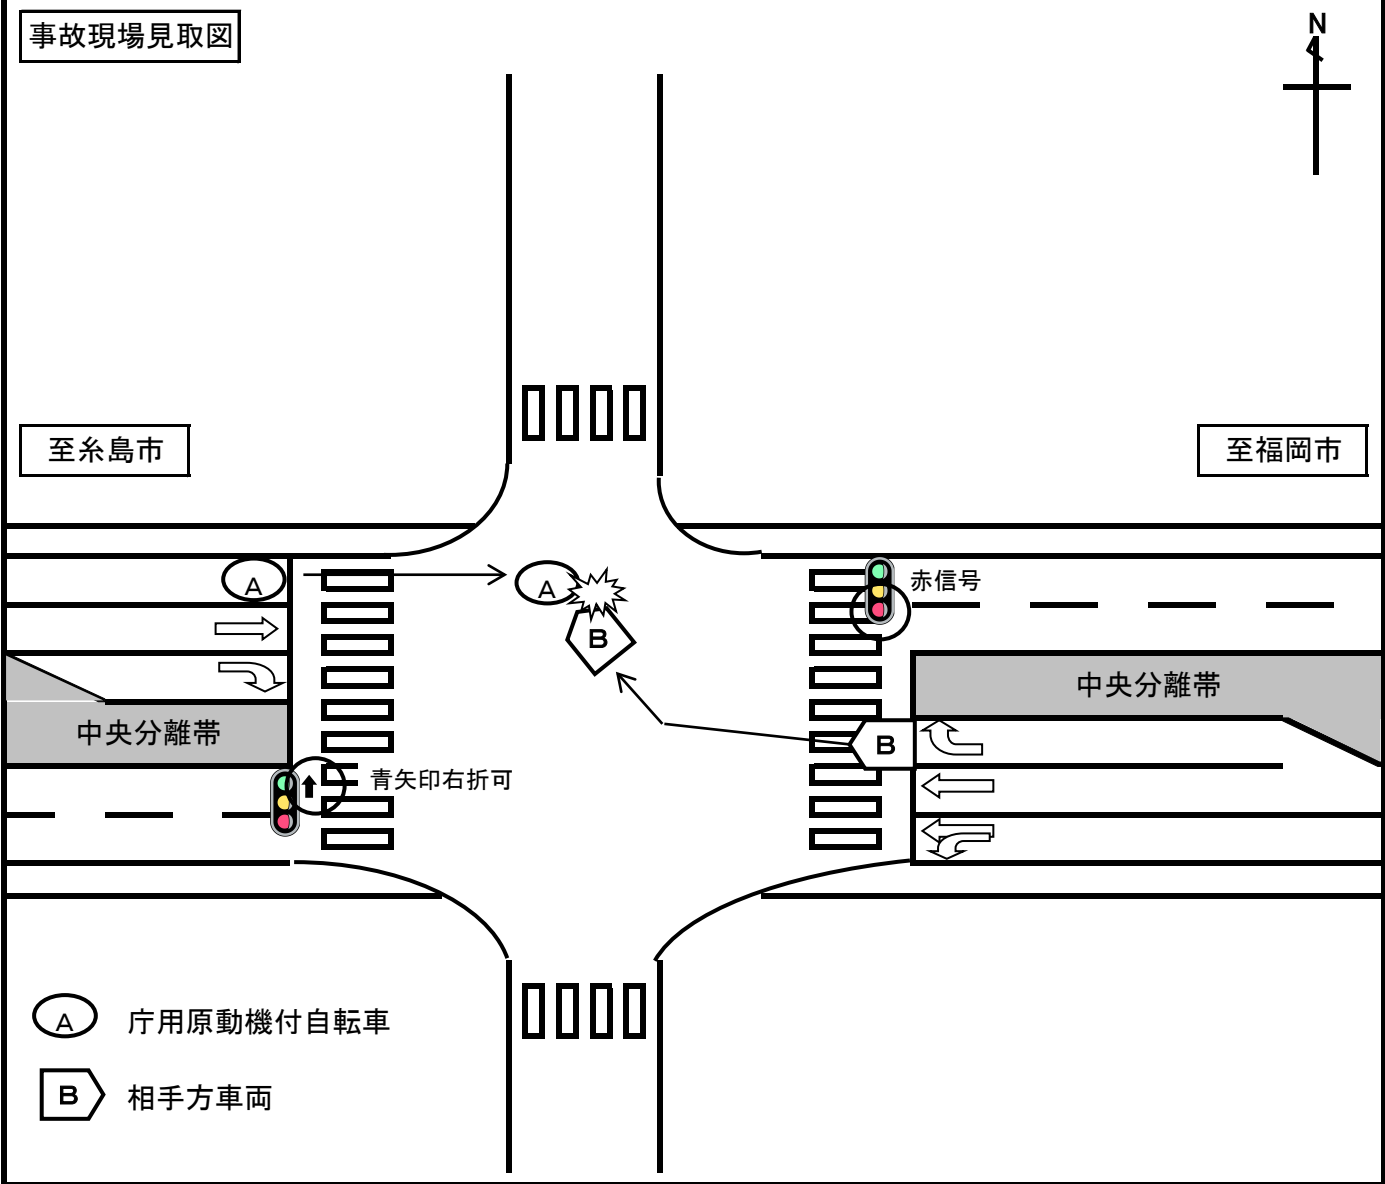 事故現場見取図
N
至糸島市
至福岡市
A
A
赤信号
B
中央分離帯
中央分離帯
B
青矢印右折可
A 庁用原動機付自転車
B 相手方車両